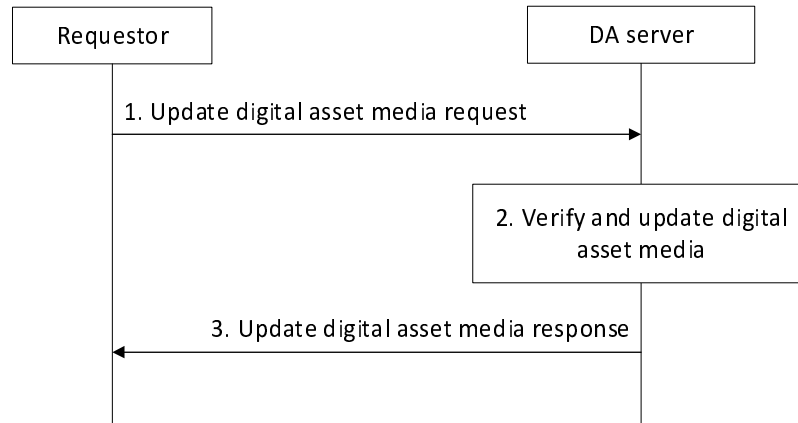 Requestor
DA server
1. Update digital asset media request
2. Verify and update digital
asset media
3. Update digital asset media response